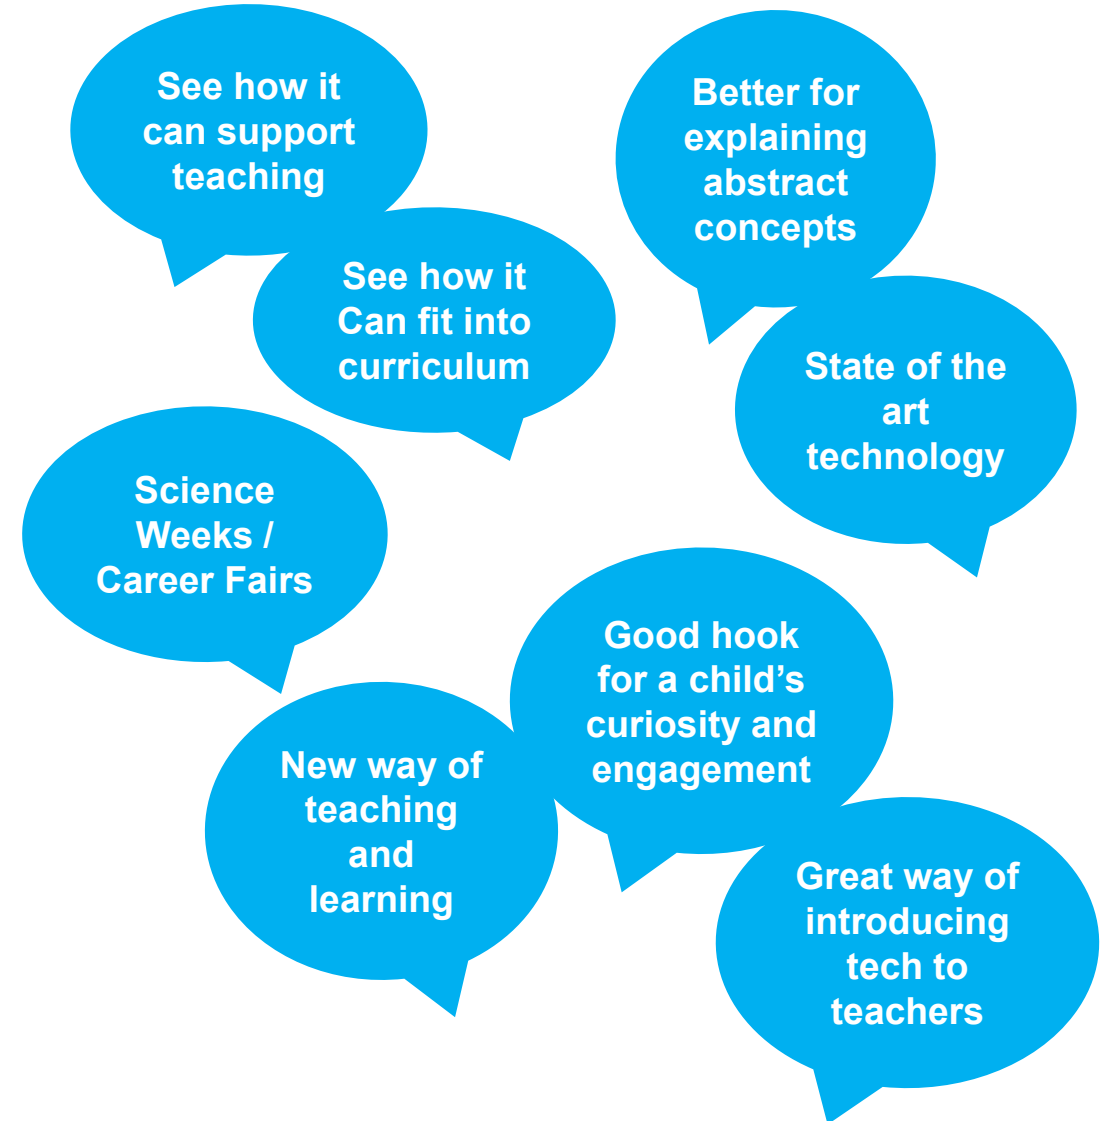 See how it
can support
teaching
Better for
explaining
abstract
concepts
See how it
Can fit into
curriculum
State of the
art
technology
Science
Weeks /
Career Fairs
Good hook
for a child’s
curiosity and
engagement
New way of
teaching
and
learning
Great way of
introducing
tech to
teachers